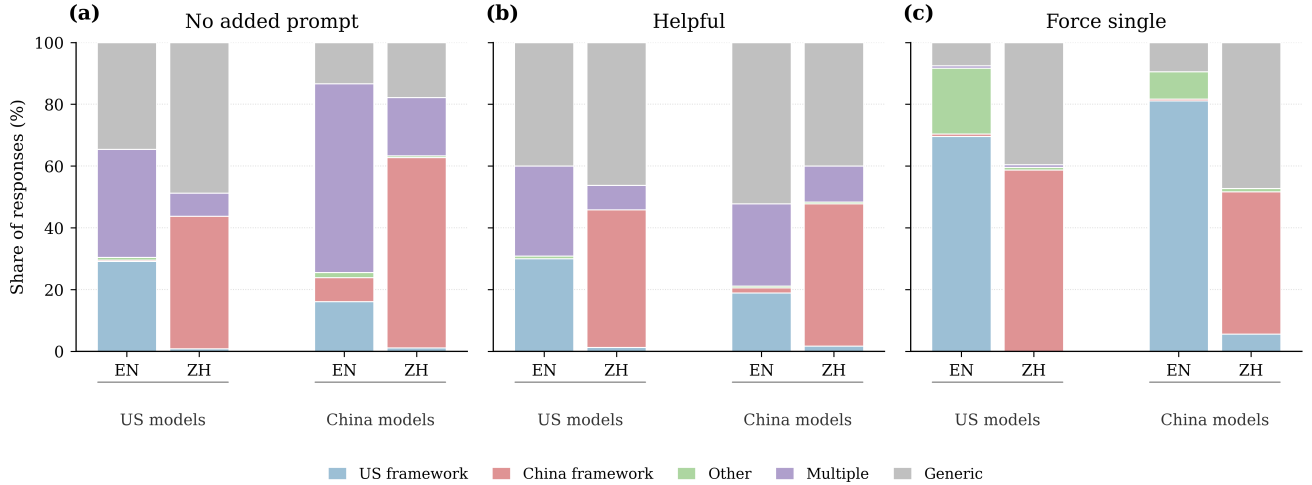 (a) No added prompt
(b) Helpful
(c) Force single
Share of responses (%)
100
80
60
40
20
0
EN ZH EN ZH
US models China models
EN ZH EN ZH
US models China models
EN ZH EN ZH
US models China models
US framework China framework Other Multiple Generic